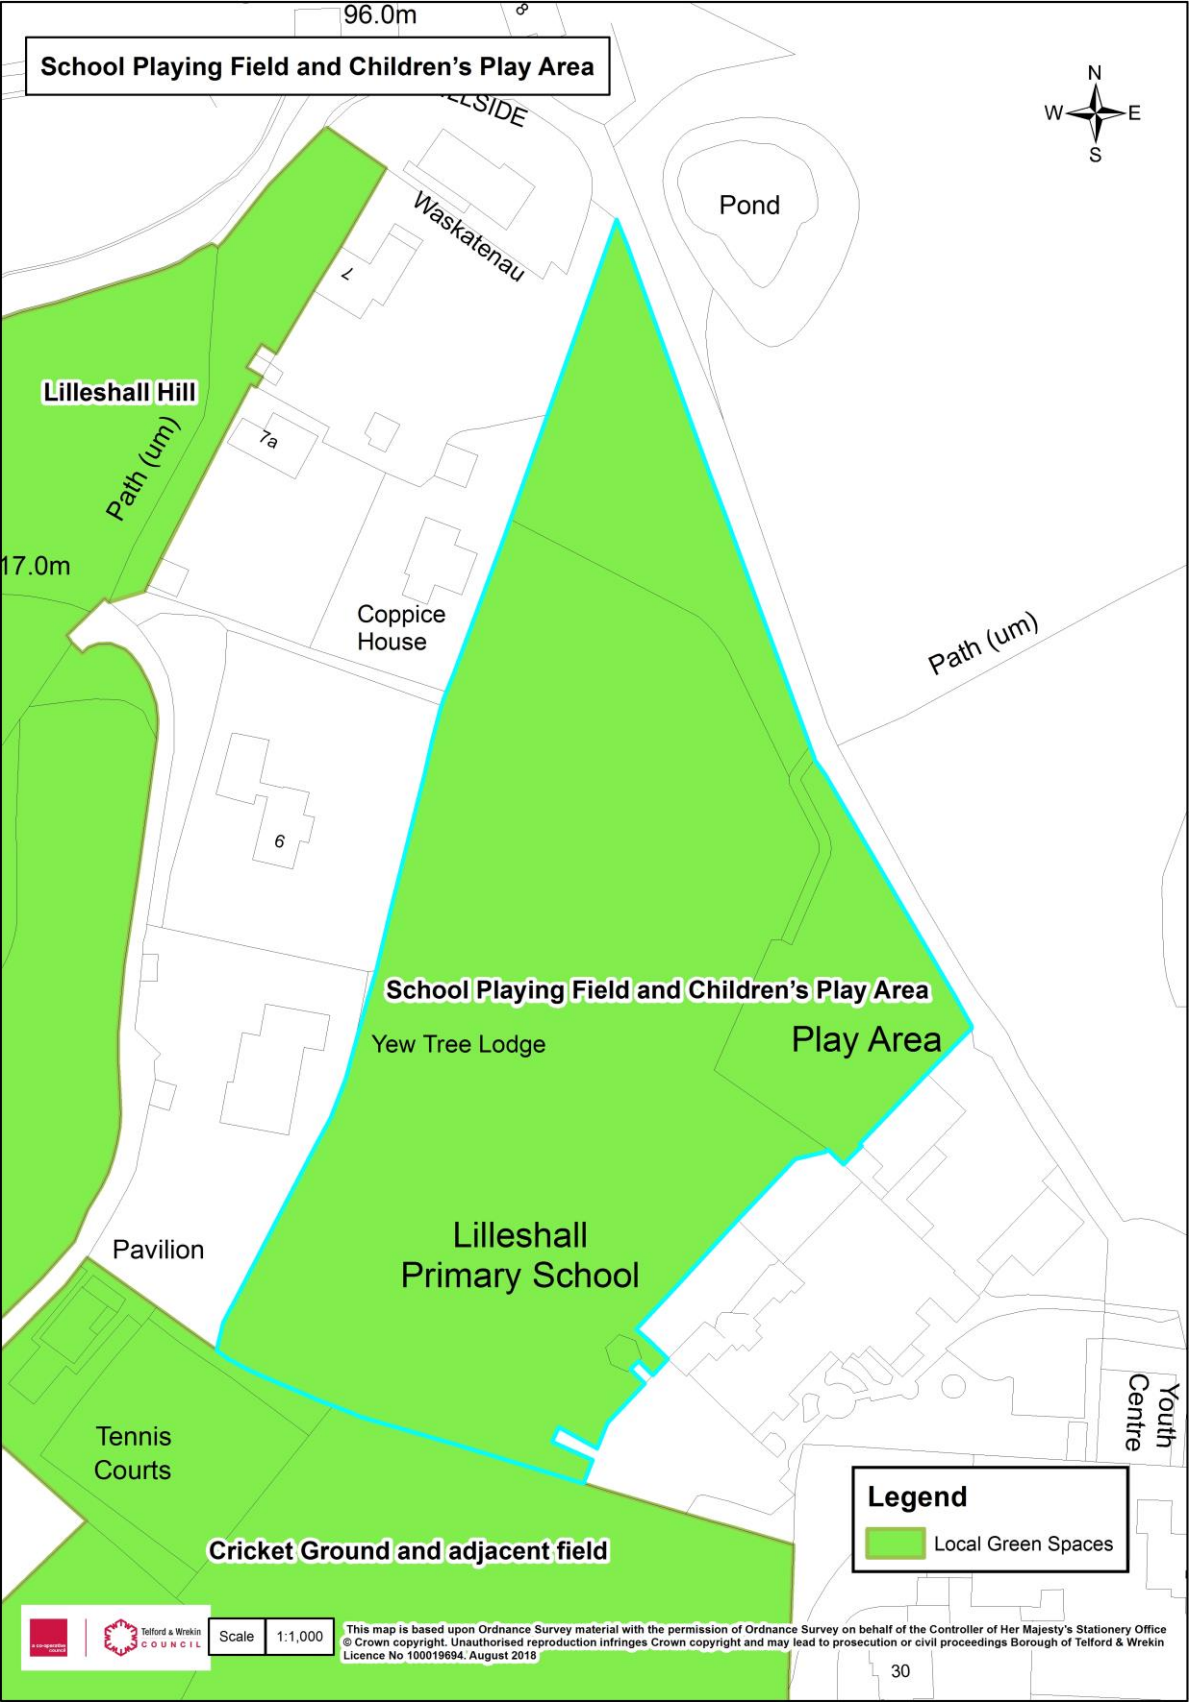 96.0m
8
School Playing Field and Children's Play Area
LLSIDE
N
W E
S
Pond
Waskatenau
7
Lilleshall Hill
7a
Path (um)
17.0m
Coppice
House
Path (um)
6
School Playing Field and Children's Play Area
Yew Tree Lodge
Play Area
Lilleshall
Primary School
Pavilion
Youth
Centre
Tennis
Courts
Legend
Local Green Spaces
Cricket Ground and adjacent field
a co-operative
council
Telford & Wrekin
COUNCIL
Scale 1:1,000
This map is based upon Ordnance Survey material with the permission of Ordnance Survey on behalf of the Controller of Her Majesty's Stationery Office
© Crown copyright. Unauthorised reproduction infringes Crown copyright and may lead to prosecution or civil proceedings Borough of Telford & Wrekin
Licence No 100019694. August 2018
30